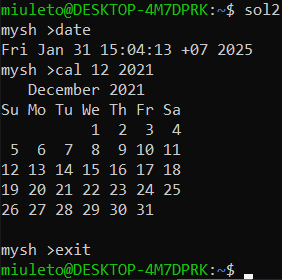 miuleto@DESKTOP-4M7DPRK:~$ sol2
mysh >date
Fri Jan 31 15:04:13 +07 2025
mysh >cal 12 2021
   December 2021
Su Mo Tu We Th Fr Sa
          1  2  3  4
 5  6  7  8  9 10 11
12 13 14 15 16 17 18
19 20 21 22 23 24 25
26 27 28 29 30 31

mysh >exit
miuleto@DESKTOP-4M7DPRK:~$ _